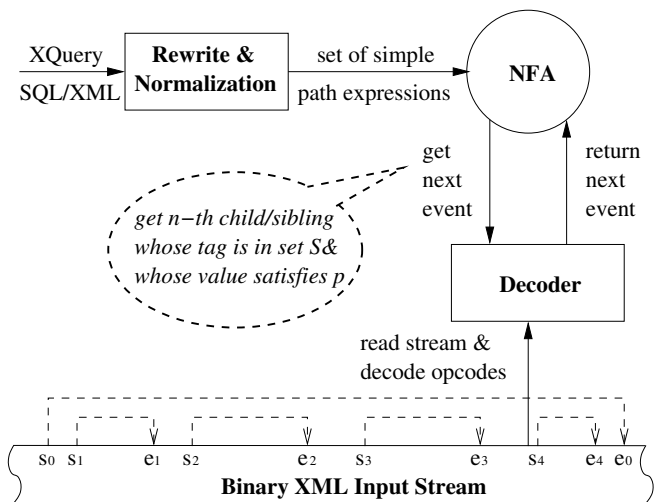 XQuery
SQL/XML
Rewrite &
Normalization
set of simple
path expressions
NFA
get
next
event
return
next
event
get n−th child/sibling
whose tag is in set S&
whose value satisfies p
Decoder
read stream &
decode opcodes
s0 s1 e1 s2 e2 s3 e3 s4 e4 e0
Binary XML Input Stream